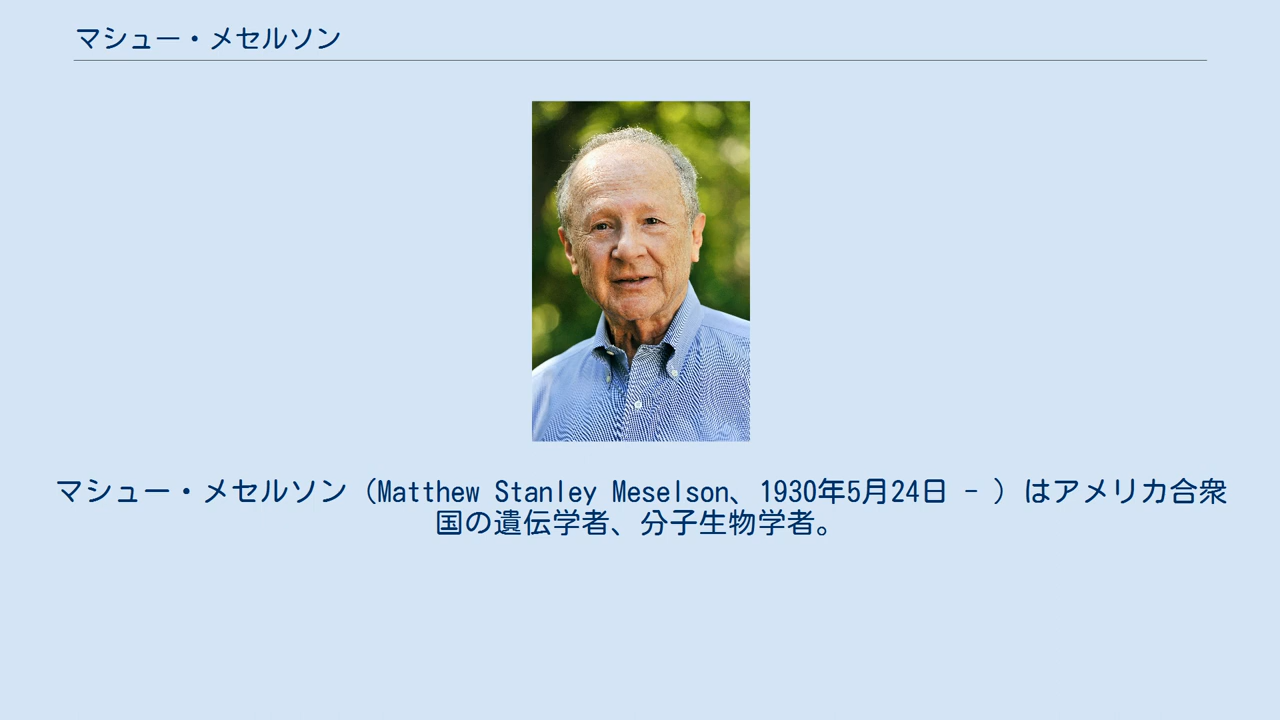 マシュー・メセルソン
マシュー・メセルソン（Matthew Stanley Meselson、1930年5月24日 - ）はアメリカ合衆
国の遺伝学者、分子生物学者。